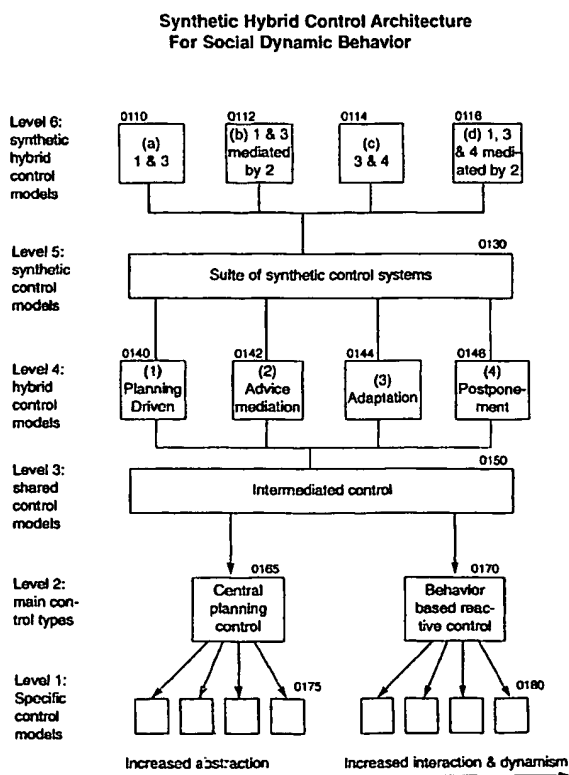 Synthetic Hybrid Control Architecture
For Social Dynamic Behavior
Level 6:
synthetic
hybrid
control
models
0110
(a)
1 & 3
0112
(b) 1 & 3
mediated
by 2
0114
(c)
3 & 4
0116
(d) 1, 3
& 4 medi-
ated by 2
Level 5:
synthetic
control
models
0130
Suite of synthetic control systems
Level 4:
hybrid
control
models
0140
(1)
Planning
Driven
0142
(2)
Advice
mediation
0144
(3)
Adaptation
0146
(4)
Postpone-
ment
Level 3:
shared
control
models
0150
Intermediated control
Level 2:
main con-
trol types
0165
Central
planning
control
0170
Behavior
based reac-
tive control
Level 1:
Specific
control
models
0175
0180
Increased abstraction
Increased interaction & dynamism